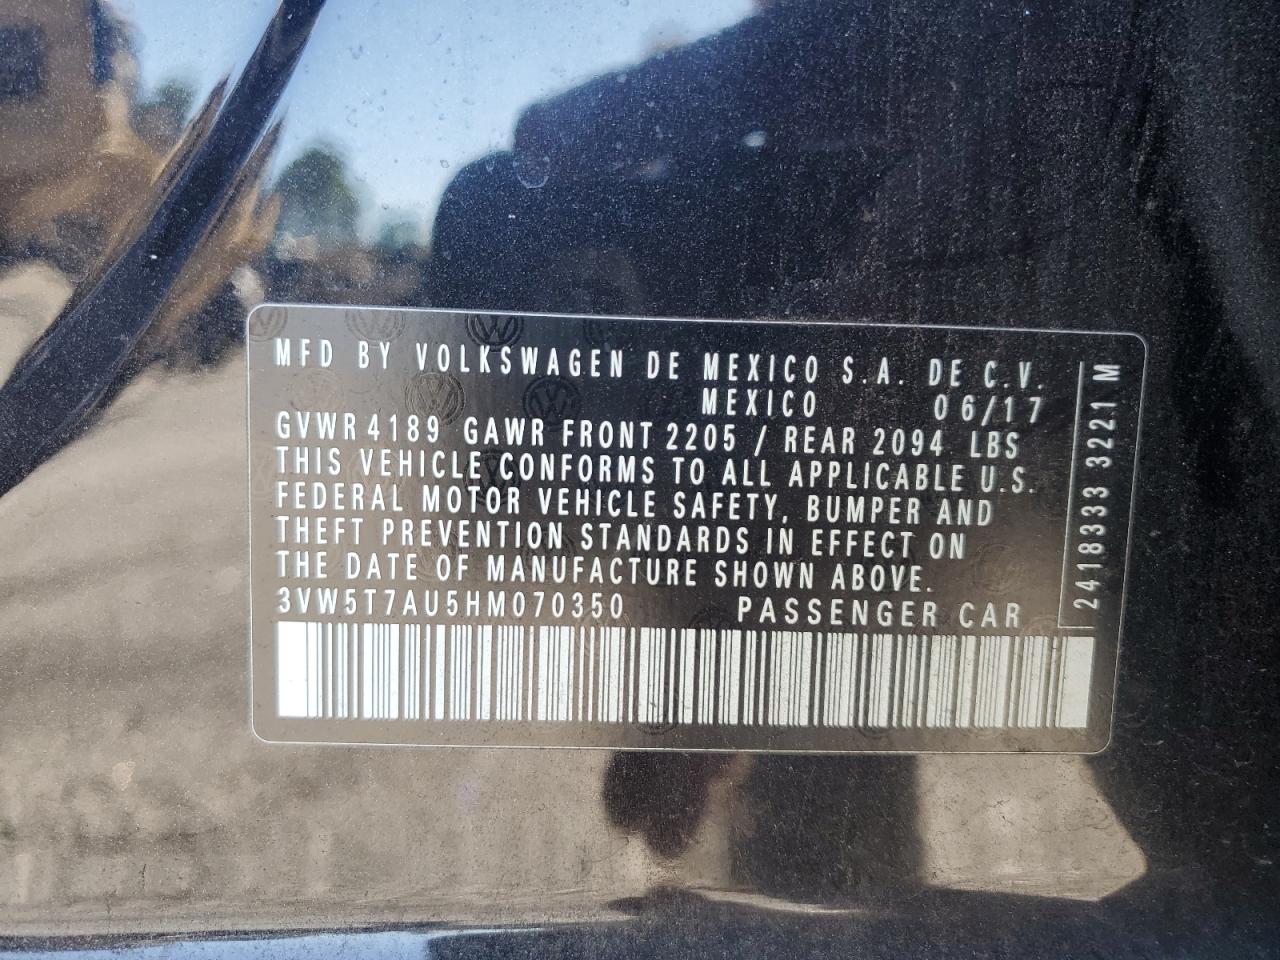 MFD BY VOLKSWAGEN DE MEXICO S.A. DE C.V.
MEXICO 06/17
GVWR 4189 GAWR FRONT 2205 / REAR 2094 LBS
THIS VEHICLE CONFORMS TO ALL APPLICABLE U.S.
FEDERAL MOTOR VEHICLE SAFETY, BUMPER AND
THEFT PREVENTION STANDARDS IN EFFECT ON
THE DATE OF MANUFACTURE SHOWN ABOVE.
3VW5T7AU5HM070350 PASSENGER CAR
2418333 3221 M